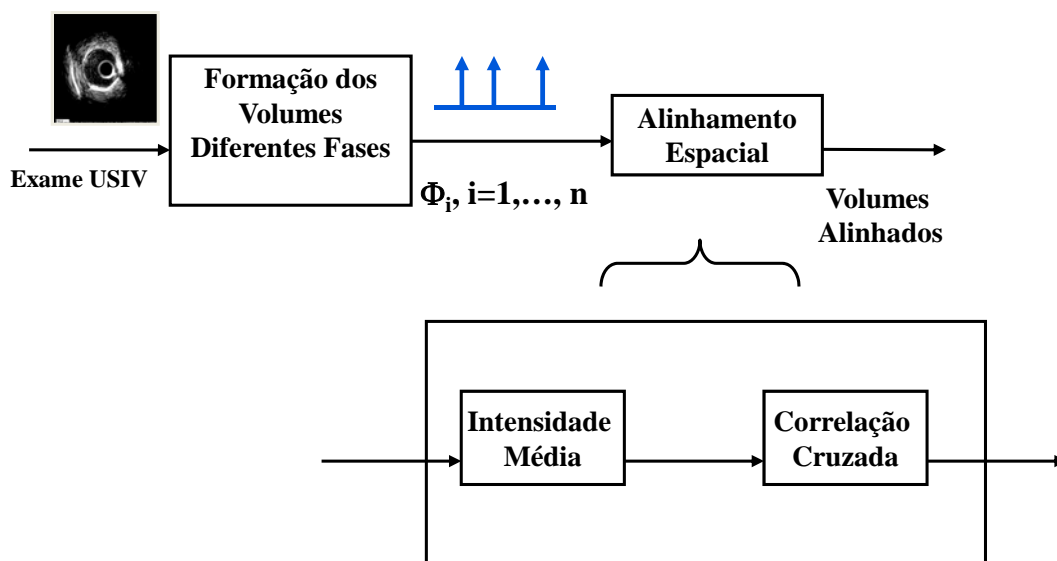 Formação dos
Volumes
Diferentes Fases
Exame USIV
Φi, i=1,…, n
Alinhamento
Espacial
Volumes
Alinhados
Intensidade
Média
Correlação
Cruzada